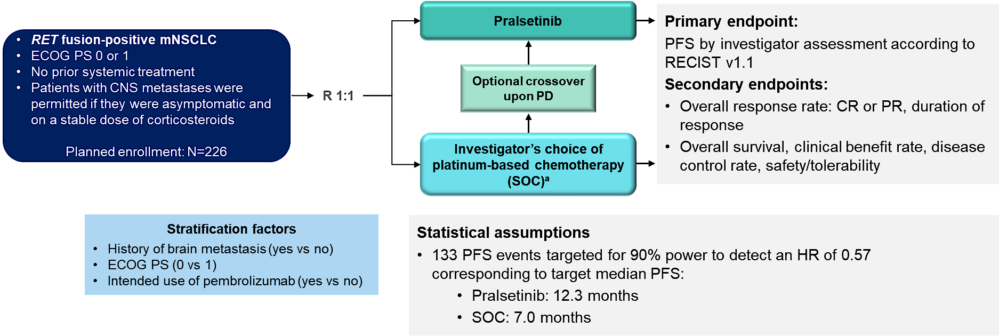 • RET fusion-positive mNSCLC
• ECOG PS 0 or 1
• No prior systemic treatment
• Patients with CNS metastases were
permitted if they were asymptomatic and
on a stable dose of corticosteroids
Planned enrollment: N=226
R 1:1
Pralsetinib
Optional crossover
upon PD
Investigator’s choice of
platinum-based chemotherapy
(SOC)ᵃ
Primary endpoint:
PFS by investigator assessment according to
RECIST v1.1
Secondary endpoints:
• Overall response rate: CR or PR, duration of
response
• Overall survival, clinical benefit rate, disease
control rate, safety/tolerability
Stratification factors
• History of brain metastasis (yes vs no)
• ECOG PS (0 vs 1)
• Intended use of pembrolizumab (yes vs no)
Statistical assumptions
• 133 PFS events targeted for 90% power to detect an HR of 0.57
corresponding to target median PFS:
• Pralsetinib: 12.3 months
• SOC: 7.0 months